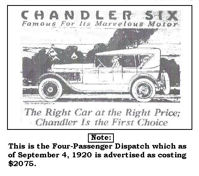 CHANDLER SIX
Famous For Its Marvelous Motor
The Right Car at the Right Price;
Chandler Is the First Choice
Note:
This is the Four-Passenger Dispatch which as
of September 4, 1920 is advertised as costing
$2075.